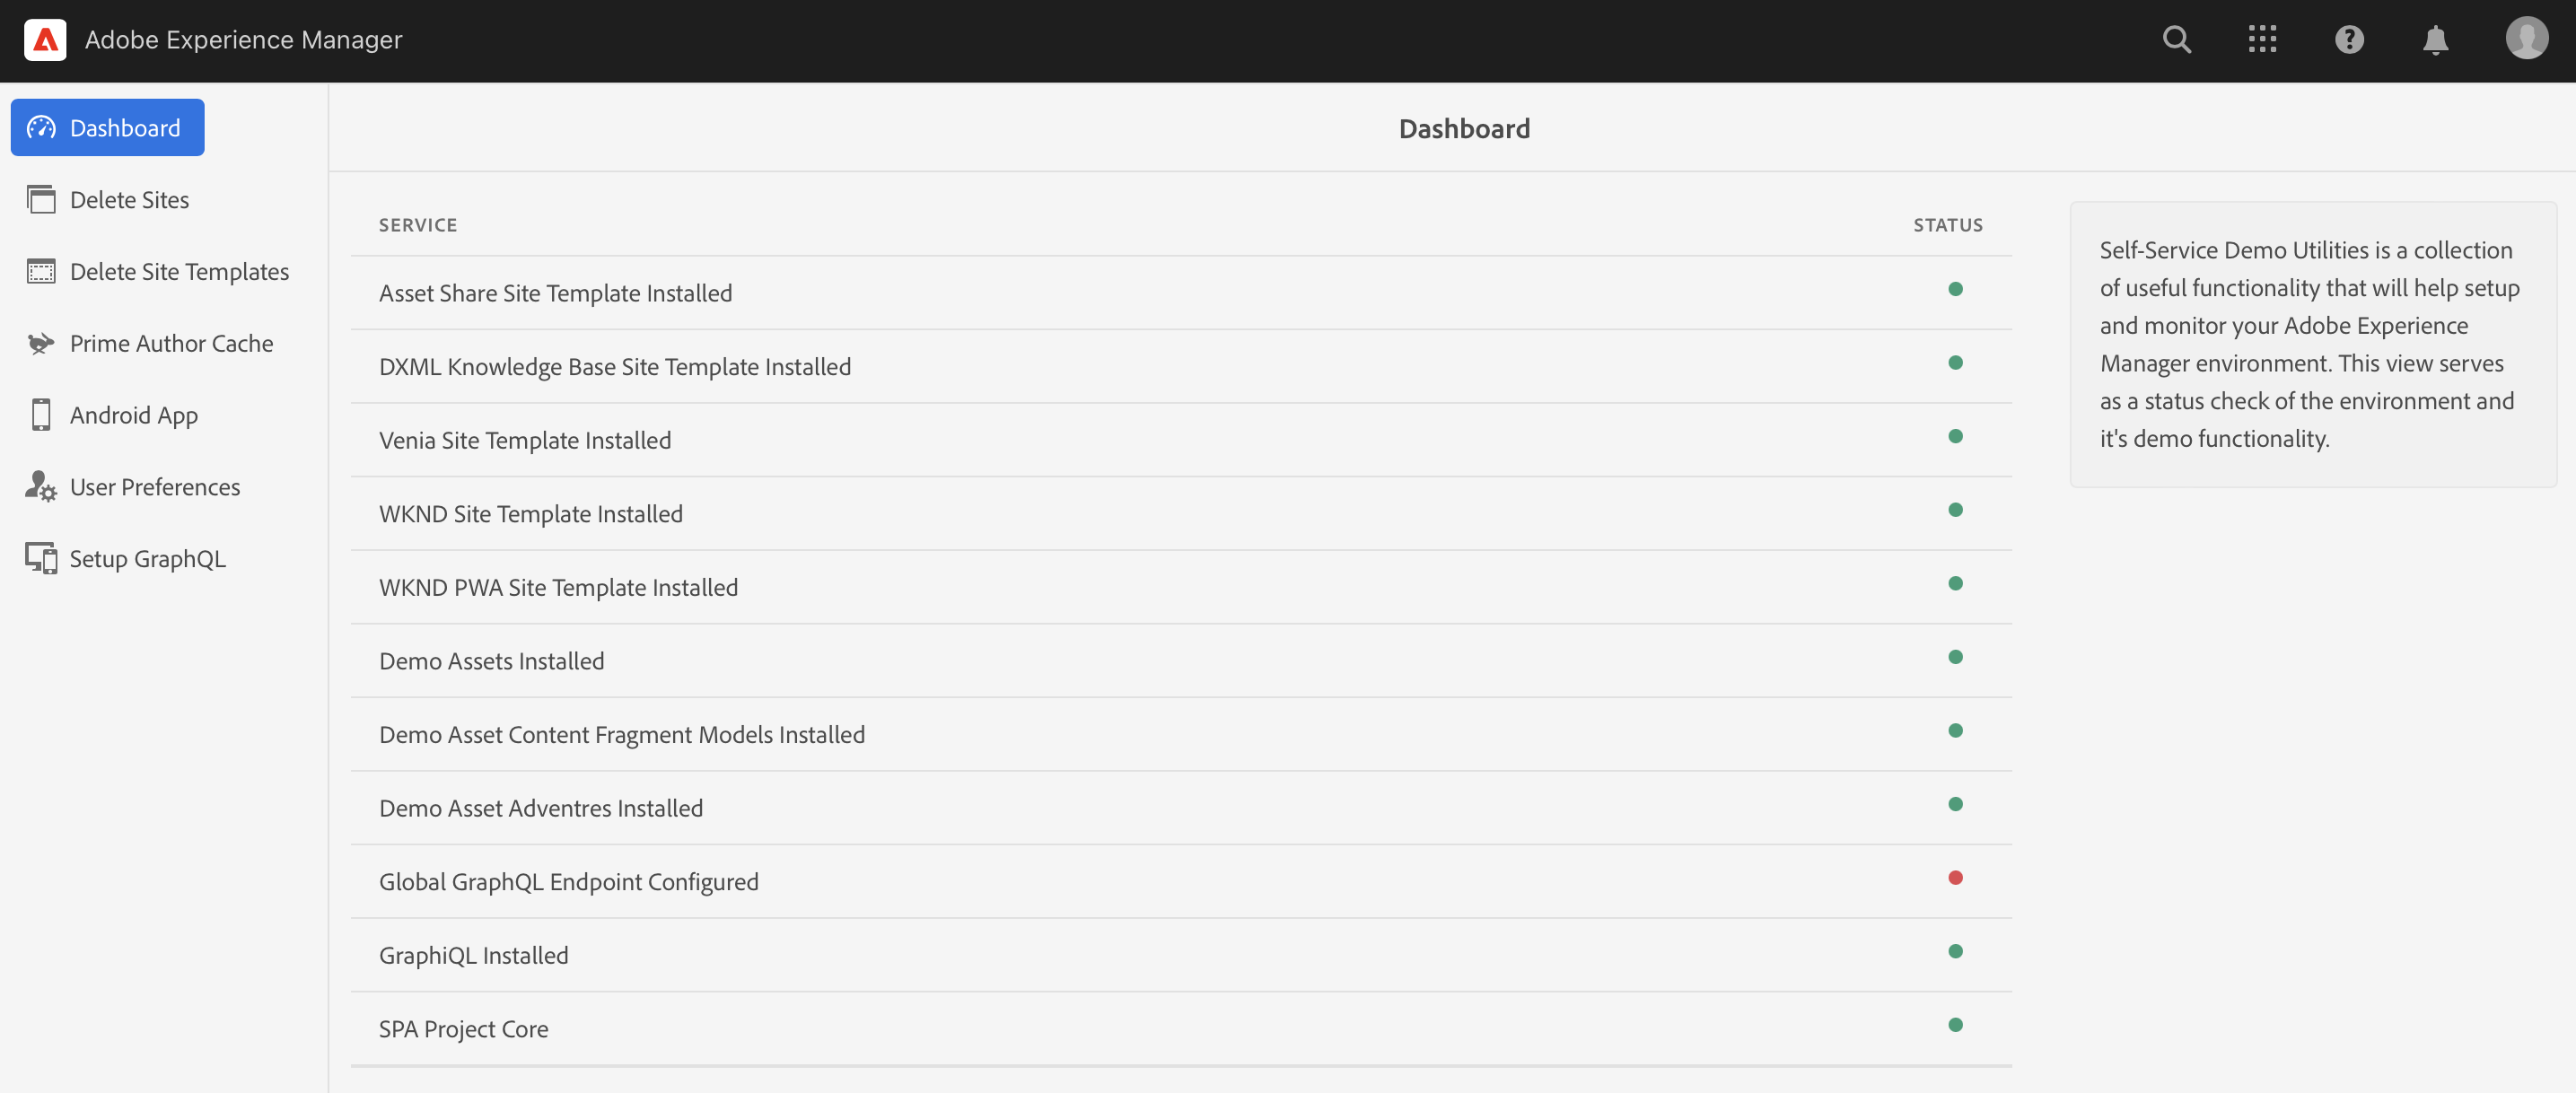 Adobe Experience Manager
Dashboard
Delete Sites
Delete Site Templates
Prime Author Cache
Android App
User Preferences
Setup GraphQL
Dashboard
SERVICE STATUS
Asset Share Site Template Installed
DXML Knowledge Base Site Template Installed
Venia Site Template Installed
WKND Site Template Installed
WKND PWA Site Template Installed
Demo Assets Installed
Demo Asset Content Fragment Models Installed
Demo Asset Adventres Installed
Global GraphQL Endpoint Configured
GraphiQL Installed
SPA Project Core
Self-Service Demo Utilities is a collection
of useful functionality that will help setup
and monitor your Adobe Experience
Manager environment. This view serves
as a status check of the environment and
it's demo functionality.